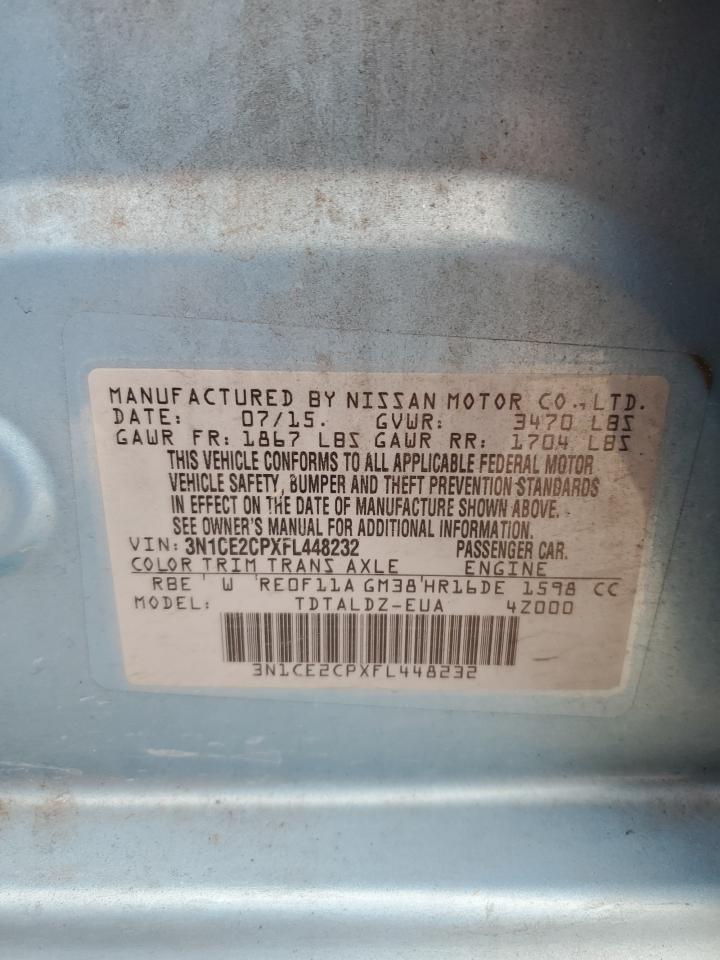 MANUFACTURED BY NISSAN MOTOR CO., LTD.
DATE: 07/15. GVWR: 3470 LBS
GAWR FR: 1867 LBS GAWR RR: 1704 LBS
THIS VEHICLE CONFORMS TO ALL APPLICABLE FEDERAL MOTOR
VEHICLE SAFETY, BUMPER AND THEFT PREVENTION STANDARDS
IN EFFECT ON THE DATE OF MANUFACTURE SHOWN ABOVE.
SEE OWNER'S MANUAL FOR ADDITIONAL INFORMATION.
VIN: 3N1CE2CPXFL448232 PASSENGER CAR.
COLOR TRIM TRANS AXLE ENGINE
RBE W RE0F11A GM38 HR16DE 1598 CC
MODEL: TDTALDZ-EUA 4Z000
3N1CE2CPXFL448232